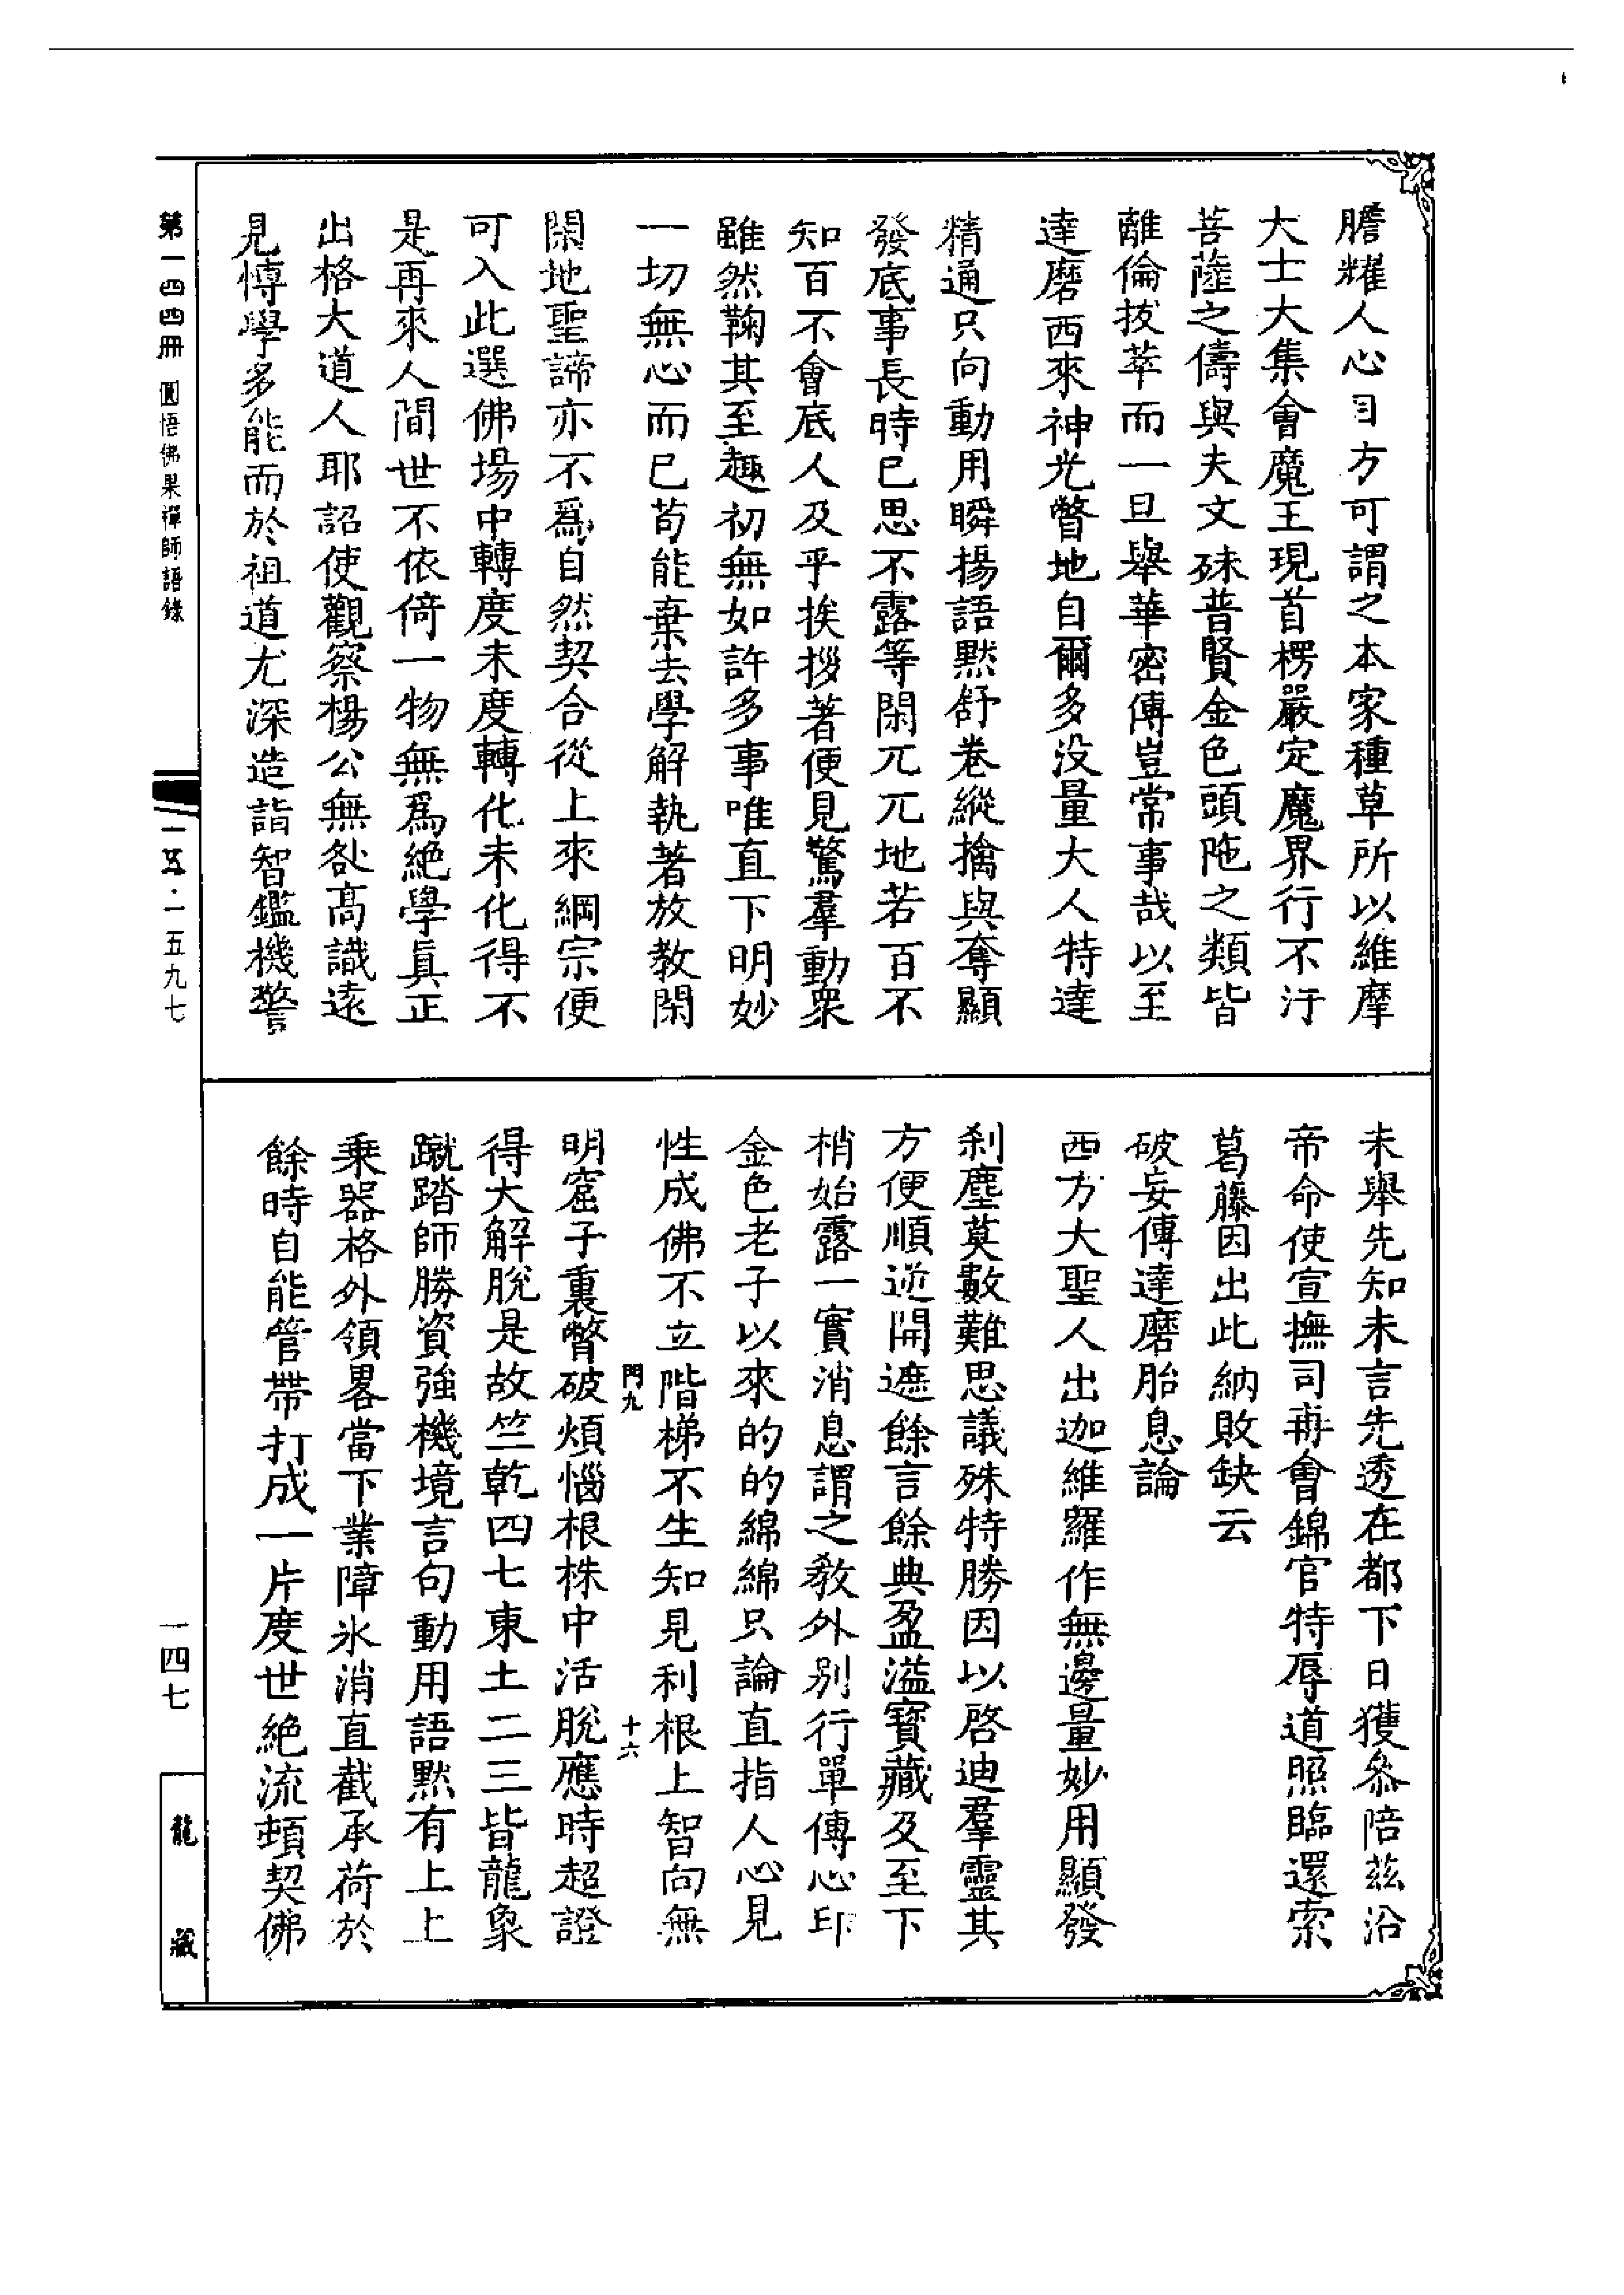 膽耀人心目方可謂之本家種草所以維摩
大士大集會魔王現首楞嚴定魔界行不汙
菩薩之儔與夫文殊普賢金色頭陁之類皆
離倫拔萃而一旦舉華密傳豈常事哉以至
達磨西來神光瞥地自爾多没量大人特達
精通只向動用瞬揚語黙舒卷縱擒與奪顯
發底事長時已思不露等閑兀兀地若百不
知百不會底人及乎挨拶著便見驚羣動衆
雖然鞠其至趣初無如許多事唯直下明妙
一切無心而已苟能棄去學解執著放教閑
閑地聖諦亦不爲自然契合從上來綱宗便
可入此選佛場中轉度未度轉化未化得不
是再來人間世不依倚一物無爲絶學真正
出格大道人耶詔使觀察楊公無咎高識遠
見愽學多能而於祖道尤深造詣智鑑機警
未舉先知未言先透在都下日獲叅陪茲沿
帝命使宣撫司再會錦官特辱道照臨還索
葛藤因出此納敗缺云
破妄傳達磨胎息論
西方大聖人出迦維羅作無邊量妙用顯發
刹塵莫數難思議殊特勝因以啓迪羣靈其
方便順逆開遮餘言餘典盈溢寶藏及至下
梢始露一實消息謂之教外别行單傳心印
金色老子以來的的綿綿只論直指人心見
性成佛不立階梯不生知見利根上智向無
門九
十六
明窟子裏瞥破煩惱根株中活脫應時超證
得大解脫是故竺乾四七東土二三皆龍象
蹴踏師勝資強機境言句動用語黙有上上
乗器格外領畧當下業障氷消直截承荷於
餘時自能管帶打成一片度世絶流頓契佛
第一四四冊 圓悟佛果禪師語錄
一五·一五九七
一四七
龍藏